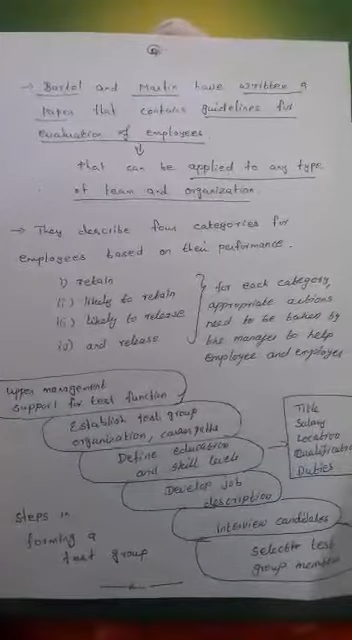 → Bartol and Martin have written a
Paper that contains guidelines for
evaluation of employees
⇓
that can be applied to any type
of team and organization.
→ They describe four categories for
employees based on their performance.
i) retain
(ii) likely to retain
(iii) likely to release
iv) and release
for each category,
appropriate actions
need to be taken by
the manager to help
employee and employer
Upper management
support for test function
Establish test group
organization, career paths
Define education
and skill levels
Title
Salary
Location
Qualification
Duties
Develop job
description
Interview candidates
Selector test
group member
steps in
forming a
test group